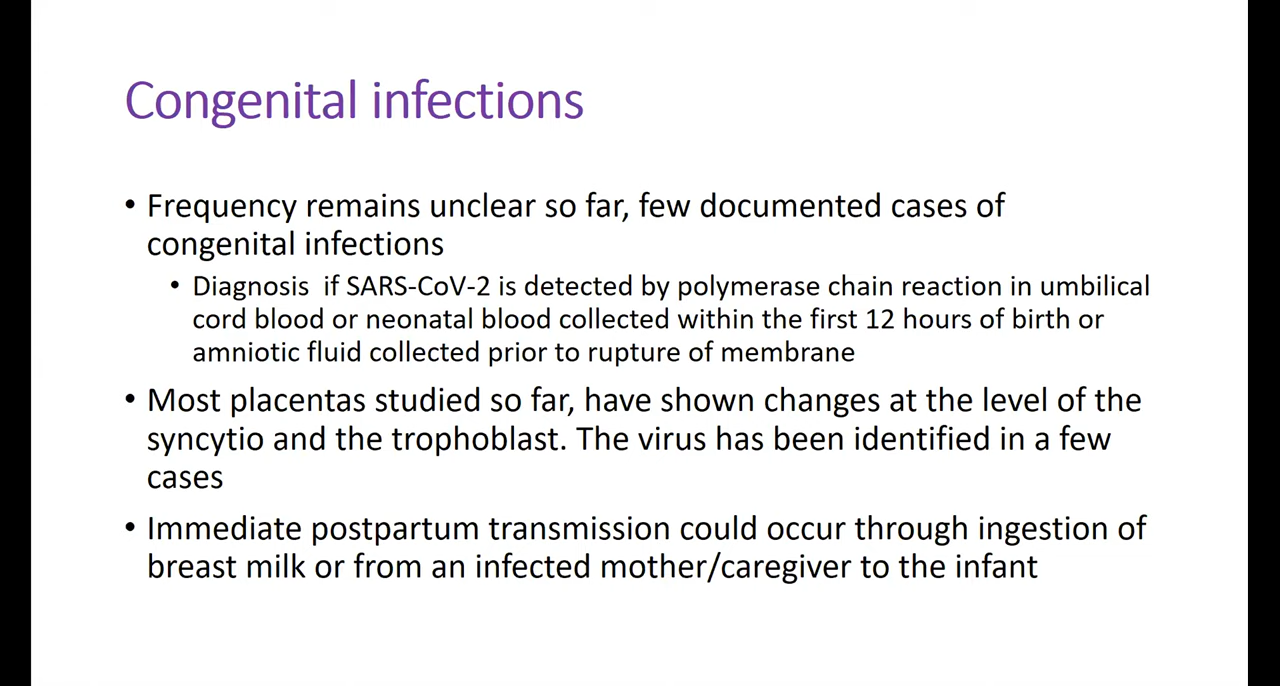 Congenital infections
• Frequency remains unclear so far, few documented cases of
congenital infections
• Diagnosis  if SARS-CoV-2 is detected by polymerase chain reaction in umbilical
cord blood or neonatal blood collected within the first 12 hours of birth or
amniotic fluid collected prior to rupture of membrane
• Most placentas studied so far, have shown changes at the level of the
syncytio and the trophoblast. The virus has been identified in a few
cases
• Immediate postpartum transmission could occur through ingestion of
breast milk or from an infected mother/caregiver to the infant